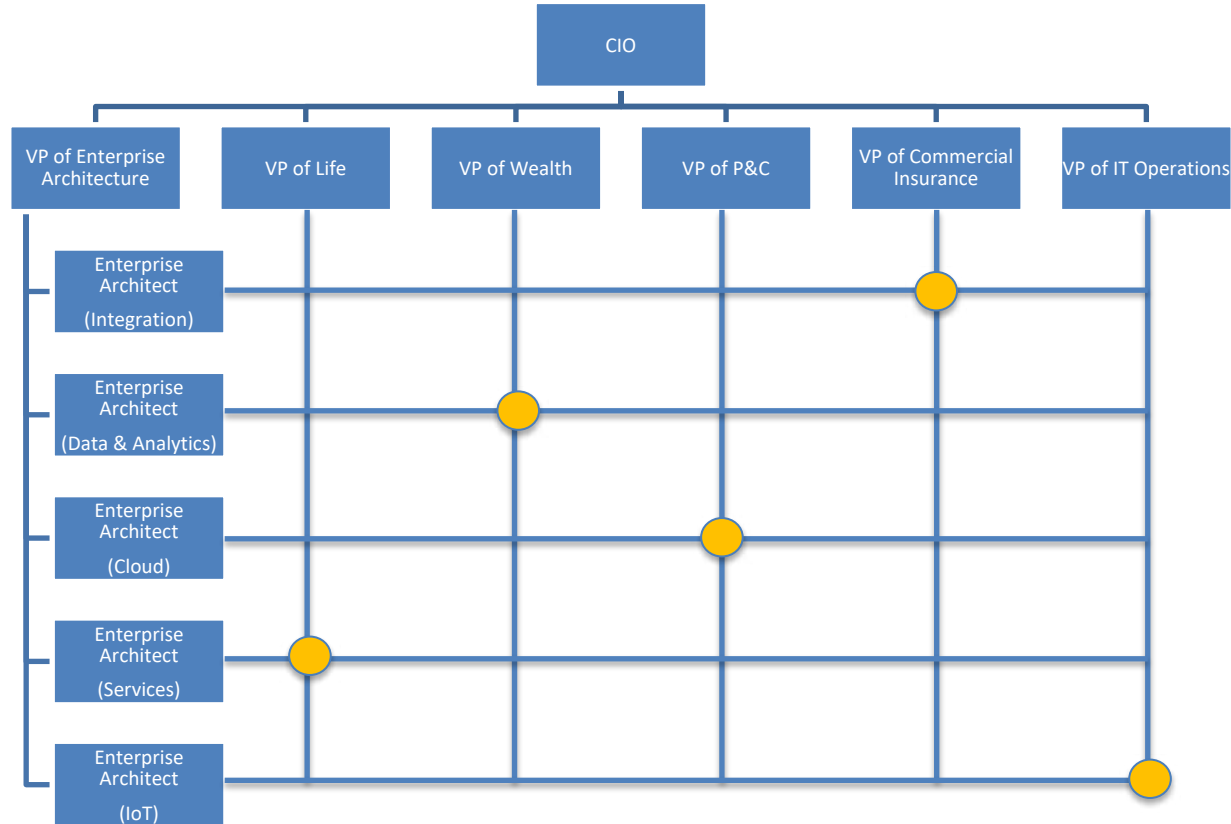 CIO
VP of Enterprise
Architecture
VP of Life
VP of Wealth
VP of P&C
VP of Commercial
Insurance
VP of IT Operations
Enterprise
Architect
(Integration)
Enterprise
Architect
(Data & Analytics)
Enterprise
Architect
(Cloud)
Enterprise
Architect
(Services)
Enterprise
Architect
(IoT)